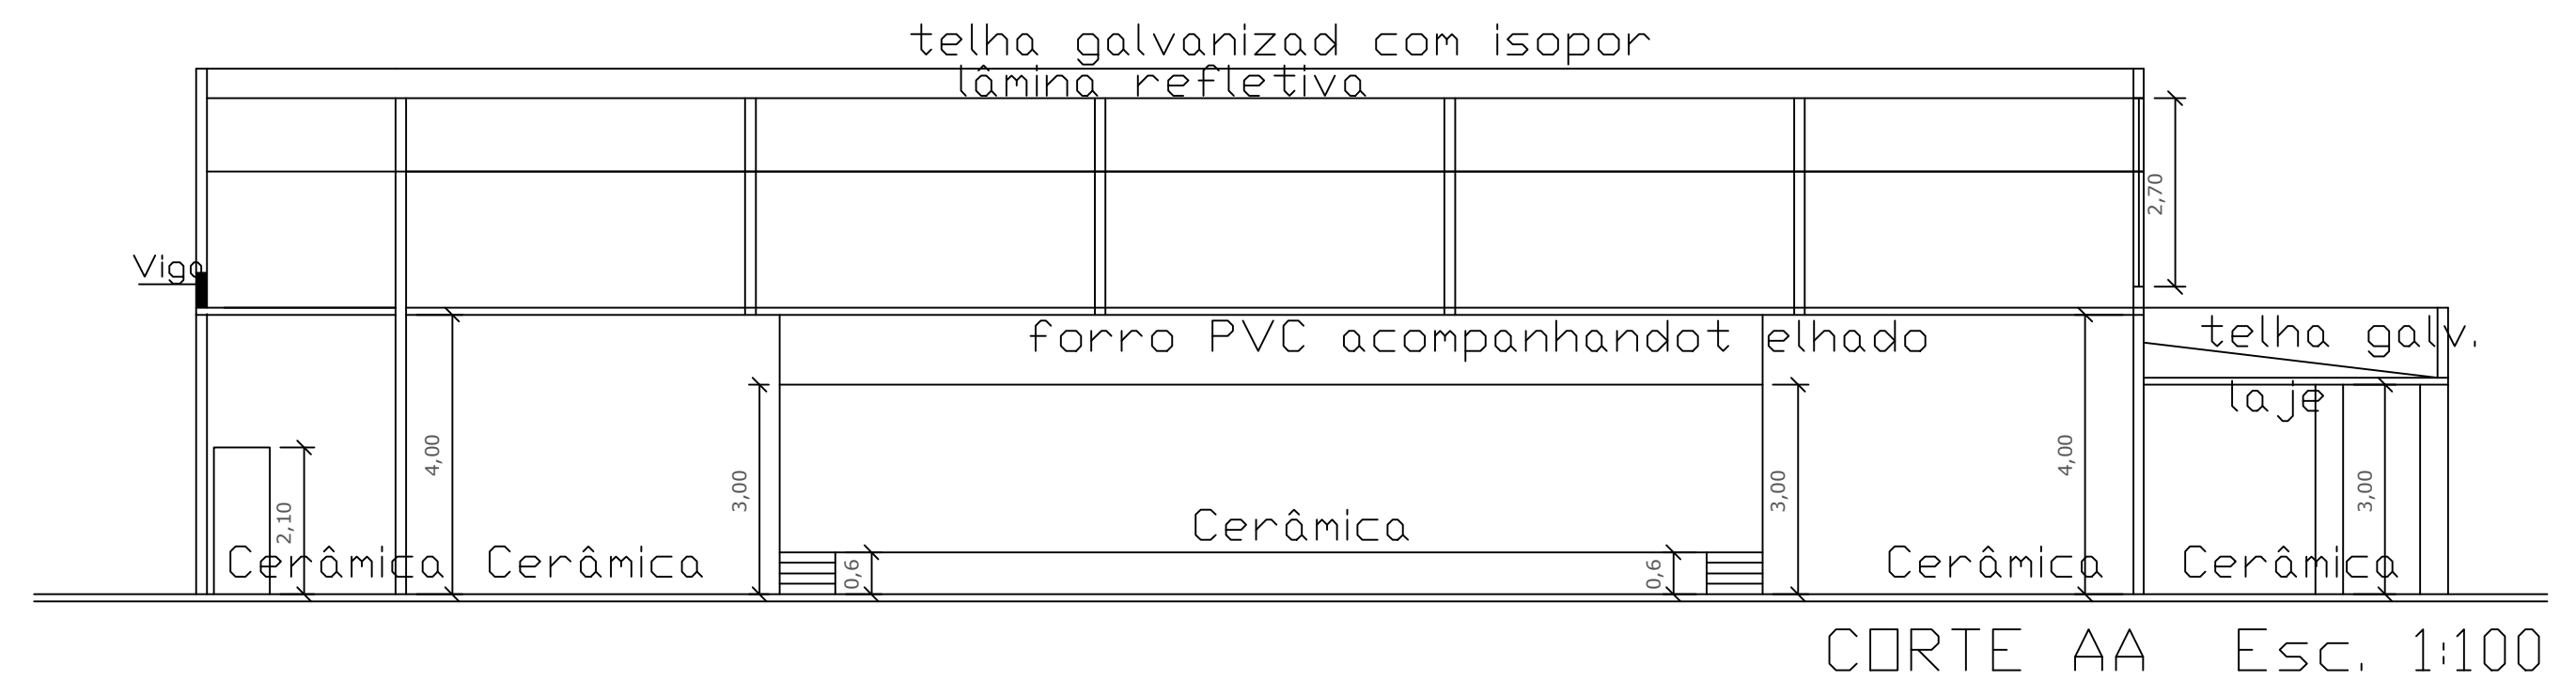 telha galvanizad com isopor
lâmina refletiva
2,70
Viga
forro PVC acompanhandot elhado
telha galv.
laje
4,00
4,00
3,00
3,00
3,00
2,10
Cerâmica
Cerâmica
Cerâmica
Cerâmica
Cerâmica
0,6
0,6
CORTE AA Esc. 1:100